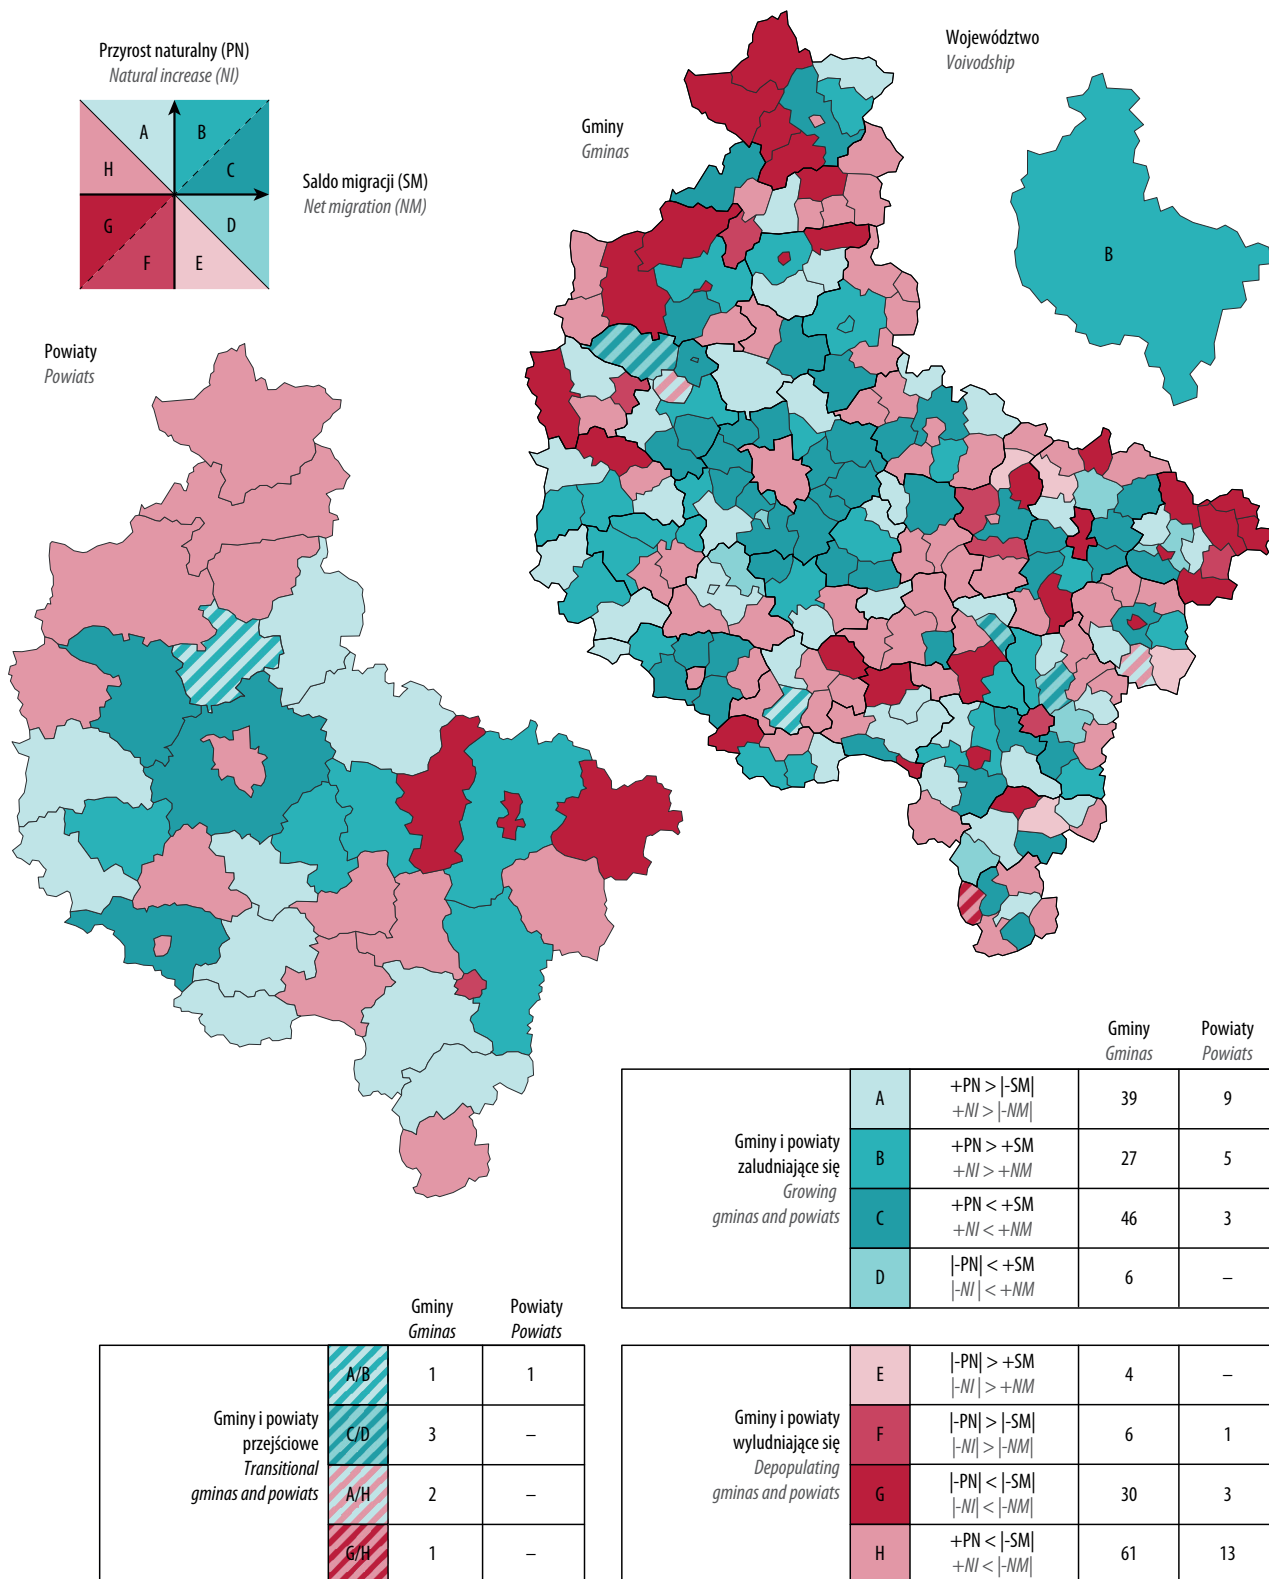 Przyrost naturalny (PN)
Natural increase (NI)
A
B
H
C
G
D
F
E
Saldo migracji (SM)
Net migration (NM)
Gminy
Gminas
Województwo
Voivodship
B
Powiaty
Powiats
Gminy
Gminas
Powiaty
Powiats
Gminy i powiaty
zaludniające się
Growing
gminas and powiats
A
+PN > |-SM|
+NI > |-NM|
39
9
B
+PN > +SM
+NI > +NM
27
5
C
+PN < +SM
+NI < +NM
46
3
D
|-PN| < +SM
|-NI| < +NM
6
–
Gminy
Gminas
Powiaty
Powiats
Gminy i powiaty
przejściowe
Transitional
gminas and powiats
A/B
1
1
C/D
3
–
A/H
2
–
G/H
1
–
Gminy i powiaty
wyludniające się
Depopulating
gminas and powiats
E
|-PN| > +SM
|-NI| > +NM
4
–
F
|-PN| > |-SM|
|-NI| > |-NM|
6
1
G
|-PN| < |-SM|
|-NI| < |-NM|
30
3
H
+PN < |-SM|
+NI < |-NM|
61
13